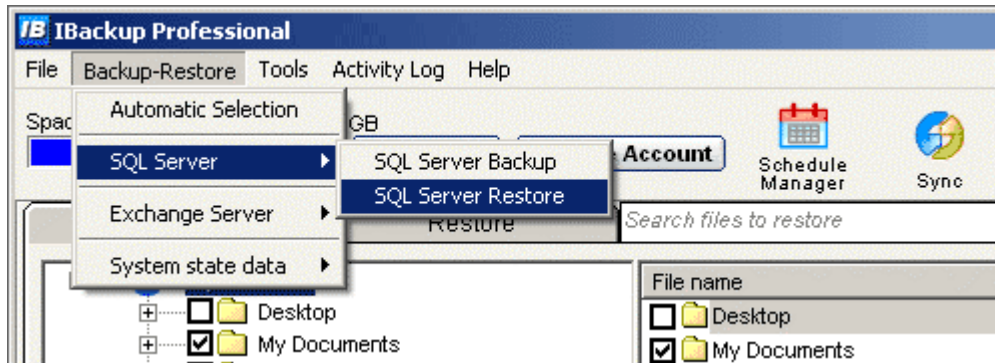 IB IBackup Professional
File Backup-Restore Tools Activity Log Help
Automatic Selection
GB
SQL Server
SQL Server Backup
Account
Schedule
Manager
Sync
SQL Server Restore
Exchange Server
Restore
Search files to restore
System state data
File name
Desktop
Desktop
My Documents
My Documents